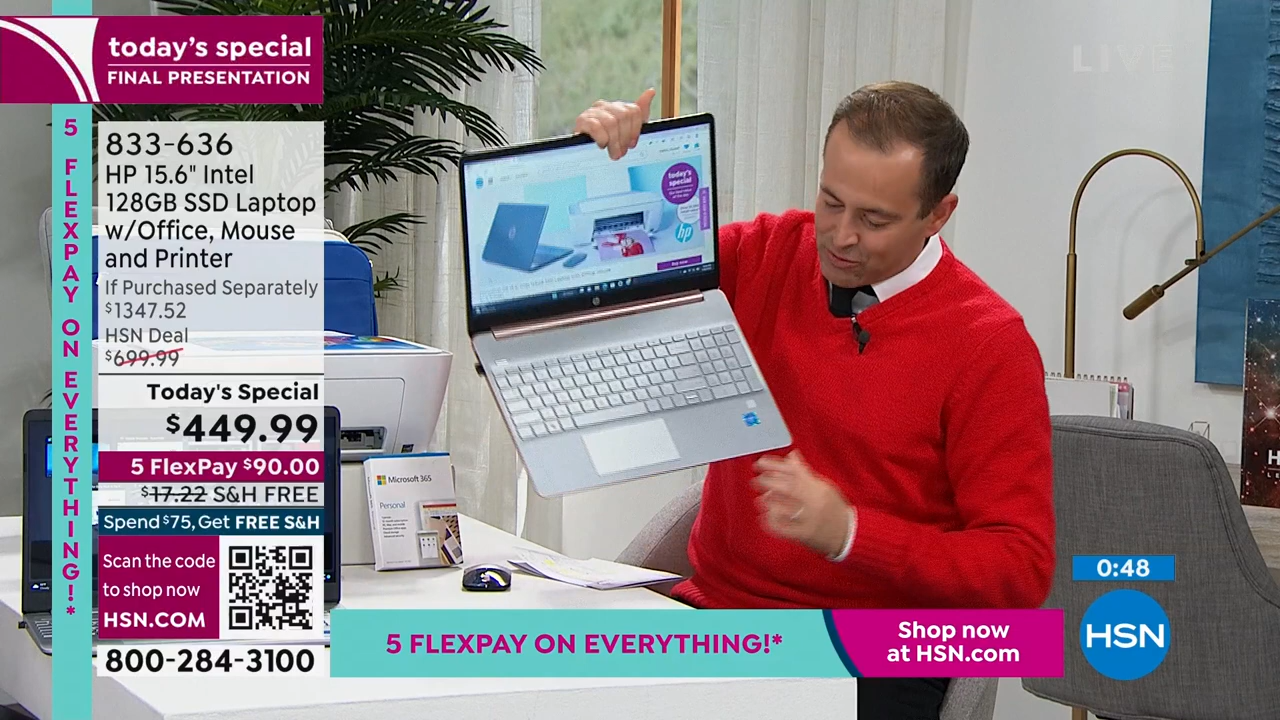 today's special
FINAL PRESENTATION
LIVE
5 FLEXPAY ON EVERYTHING!*
833-636
HP 15.6" Intel
128GB SSD Laptop
w/Office, Mouse
and Printer
If Purchased Separately
$1347.52
HSN Deal
$699.99
Today's Special
$449.99
5 FlexPay $90.00
$17.22 S&H FREE
Spend $75, Get FREE S&H
Scan the code
to shop now
HSN.COM
800-284-3100
today's
special
hp
Microsoft 365
Personal
0:48
HSN
5 FLEXPAY ON EVERYTHING!*
Shop now
at HSN.com